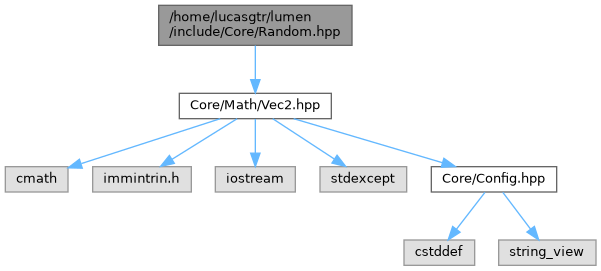 /home/lucasgtr/lumen
/include/Core/Random.hpp
Core/Math/Vec2.hpp
cmath
immintrin.h
iostream
stdexcept
Core/Config.hpp
cstddef
string_view